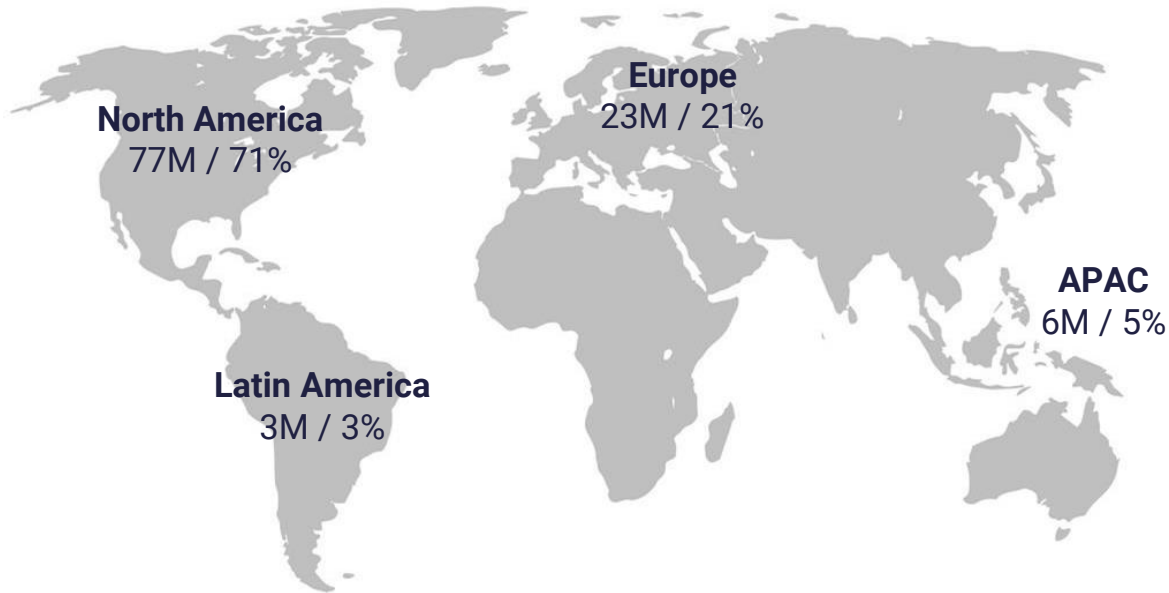 Europe
23M / 21%
North America
77M / 71%
APAC
6M / 5%
Latin America
3M / 3%